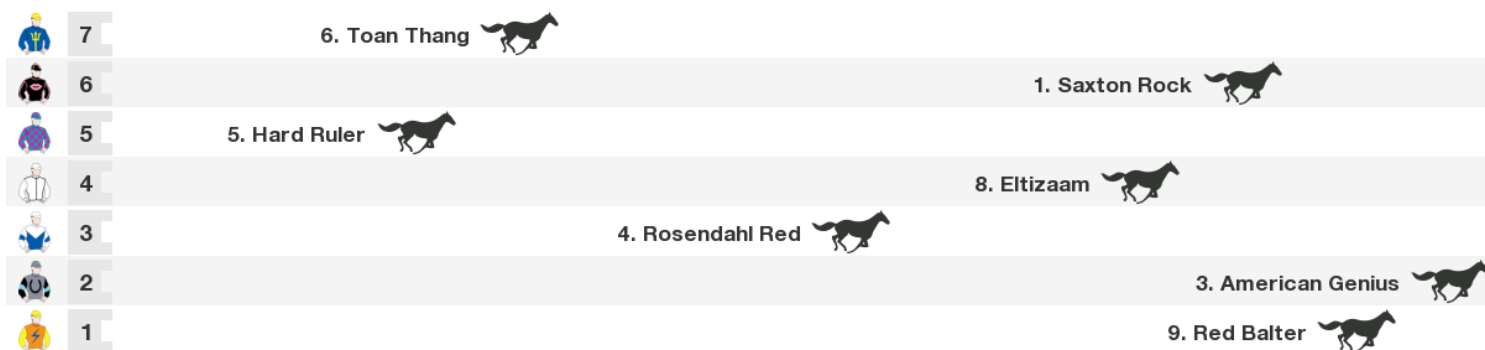 7 6. Toan Thang
6 1. Saxton Rock
5 5. Hard Ruler
4 8. Eltizaam
3 4. Rosendahl Red
2 3. American Genius
1 9. Red Balter